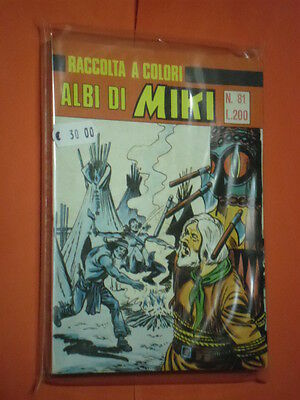 RACCOLTA A COLORI
ALBI DI MIKI
N. 81
L.200
€ 30.00